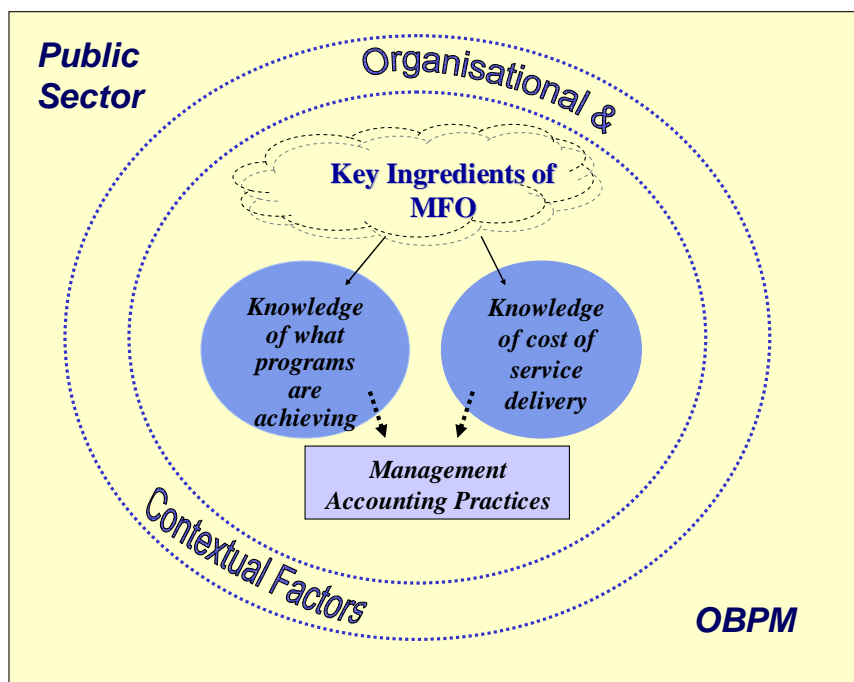 Public
Sector
Organisational &
Key Ingredients of
MFO
Knowledge
of what
programs
are
achieving
Knowledge
of cost of
service
delivery
Management
Accounting Practices
Contextual Factors
OBPM